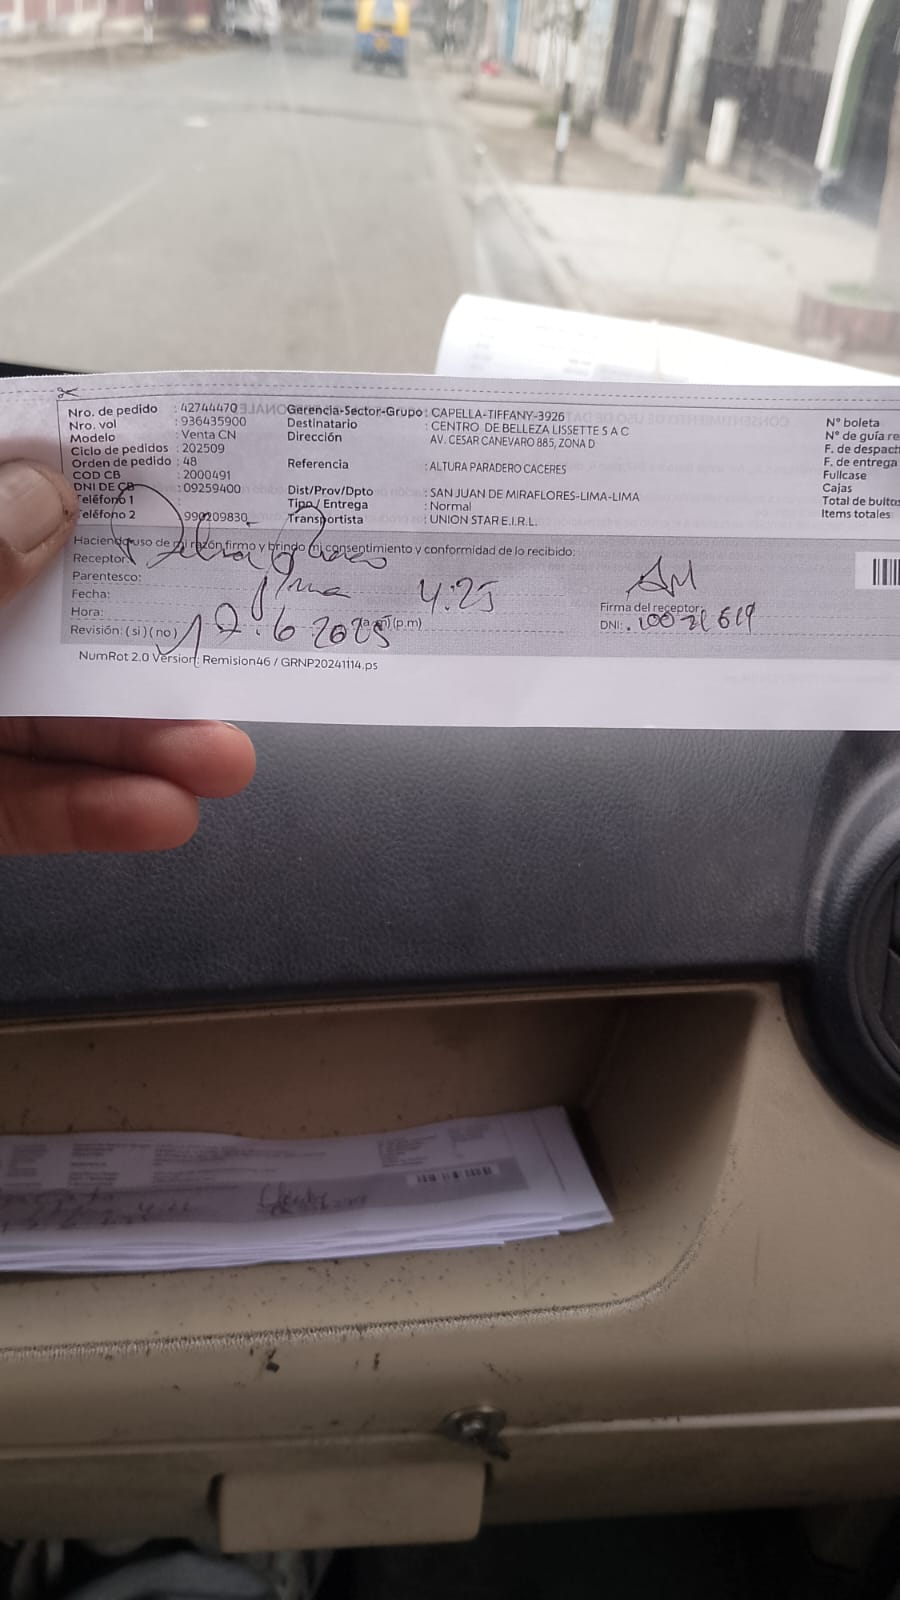 Nro. de pedido : 427444470 Gerencia-Sector-Grupo : CAPELLA-TIFFANY-3926 N° boleta
Nro. vol : 936435900 Destinatario : CENTRO DE BELLEZA LISSETTE S A C N° de guía re
Modelo : Venta CN Dirección AV. CESAR CANEVARO 885, ZONA D F. de despach
Ciclo de pedidos : 202509 F. de entrega
Orden de pedido : 48 Referencia : ALTURA PARADERO CACERES Fullcase
COD CB : 2000491 Cajas
DNI DE CB : 09259400 Dist/Prov/Dpto : SAN JUAN DE MIRAFLORES-LIMA-LIMA Total de bultos
Teléfono 1 : Tipo / Entrega : Normal Items totales
Teléfono 2 990209830 Transportista : UNION STAR E.I.R.L.
Haciendo uso de mi razón firmo y brindo mi consentimiento y conformidad de lo recibido:
Receptor:
Parentesco: 4:25
Fecha: Firma del receptor:
Hora: 6 2025 (p.m) DNI:
Revisión: ( si ) ( no )
NumRot 2.0 Version: Remision46 / GRNP20241114.ps